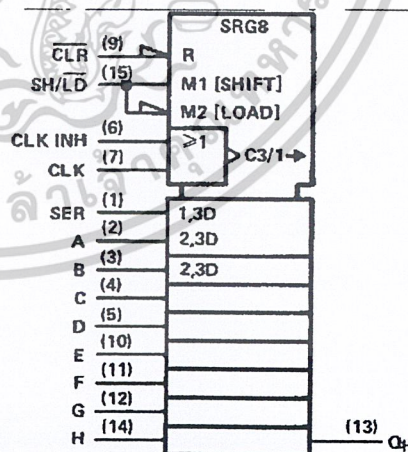 SRG8
CLR (9) R
SH/LD (15) M1 [SHIFT]
M2 [LOAD]
CLK INH (6) ≥1
CLK (7) C3/1→
SER (1) 1,3D
A (2) 2,3D
B (3) 2,3D
C (4)
D (5)
E (10)
F (11)
G (12)
H (14) (13) QH